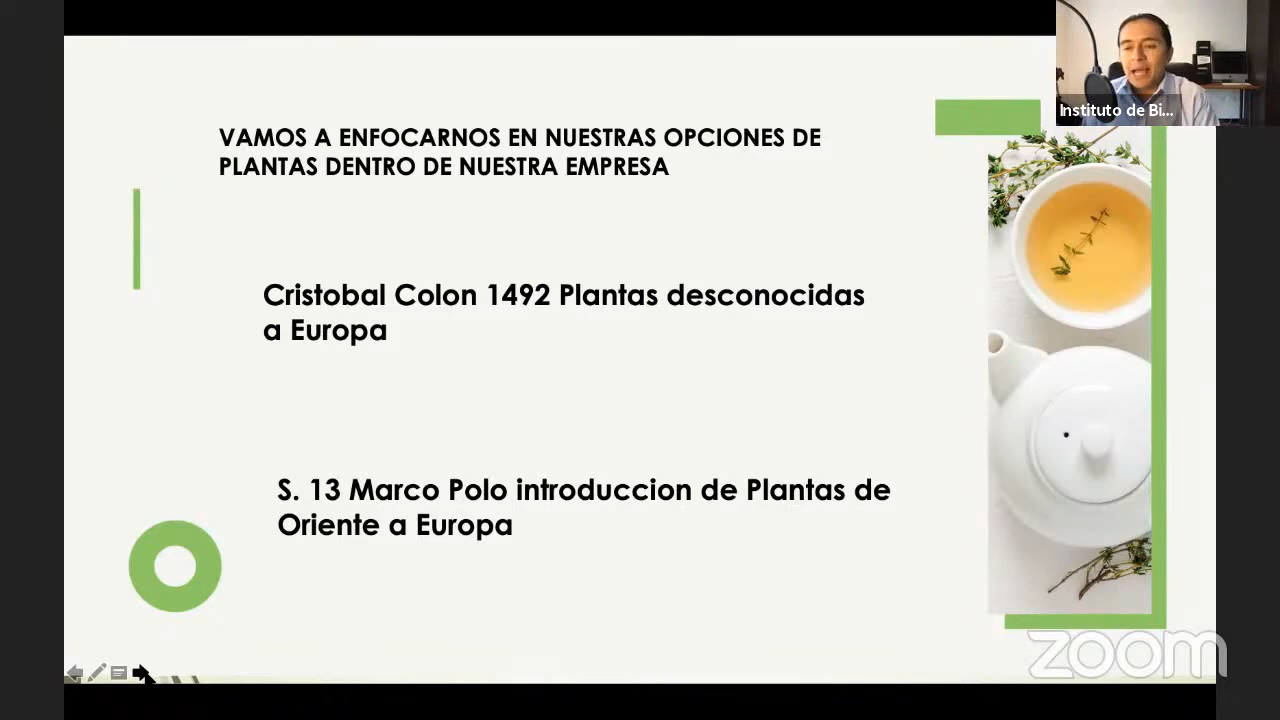 Instituto de Bi...
VAMOS A ENFOCARNOS EN NUESTRAS OPCIONES DE
PLANTAS DENTRO DE NUESTRA EMPRESA
Cristobal Colon 1492 Plantas desconocidas
a Europa
S. 13 Marco Polo introduccion de Plantas de
Oriente a Europa
zoom